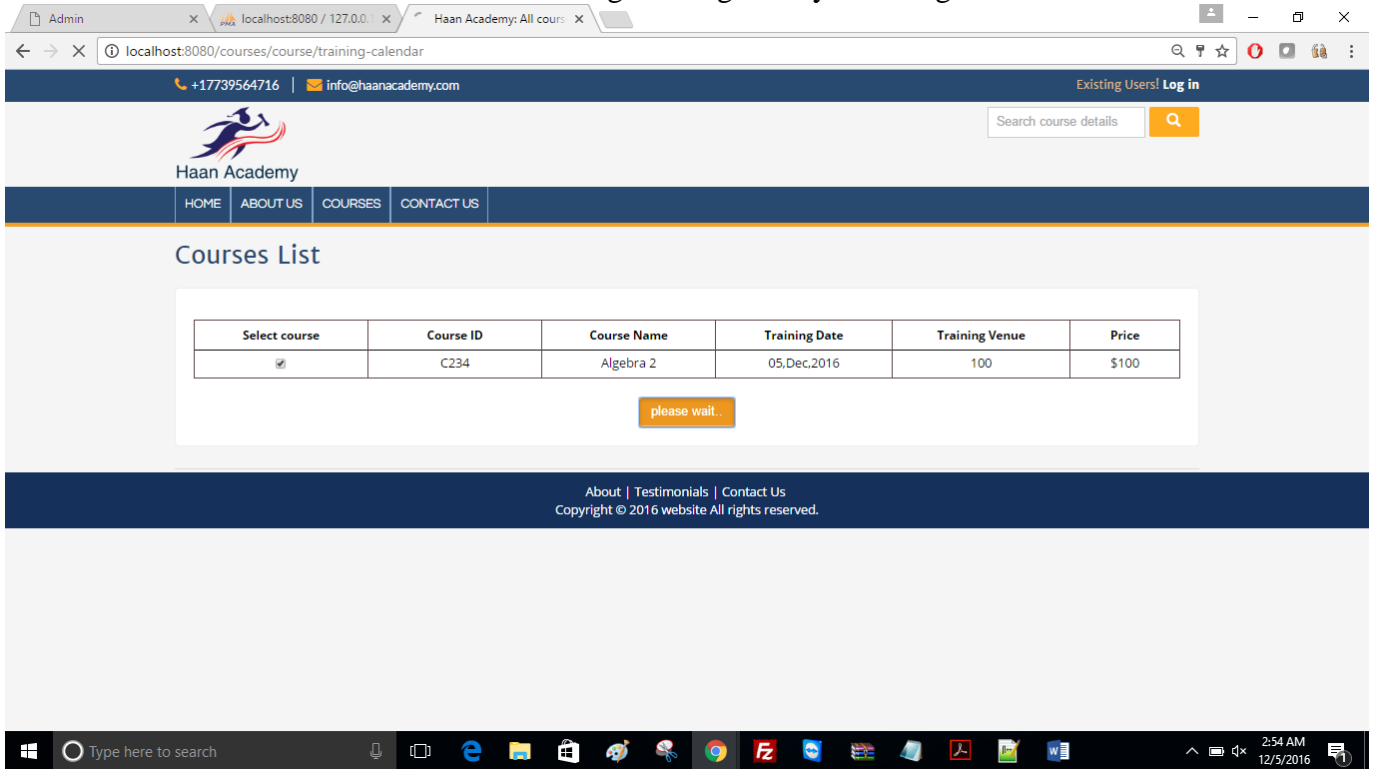 Admin
localhost:8080 / 127.0.0.1
Haan Academy: All cours
localhost:8080/courses/course/training-calendar
+17739564716 | info@haanacademy.com
Existing Users! Log in
Search course details
Haan Academy
HOME ABOUT US COURSES CONTACT US
Courses List
Select course Course ID Course Name Training Date Training Venue Price
C234 Algebra 2 05,Dec,2016 100 $100
please wait..
About | Testimonials | Contact Us
Copyright © 2016 website All rights reserved.
Type here to search
2:54 AM
12/5/2016